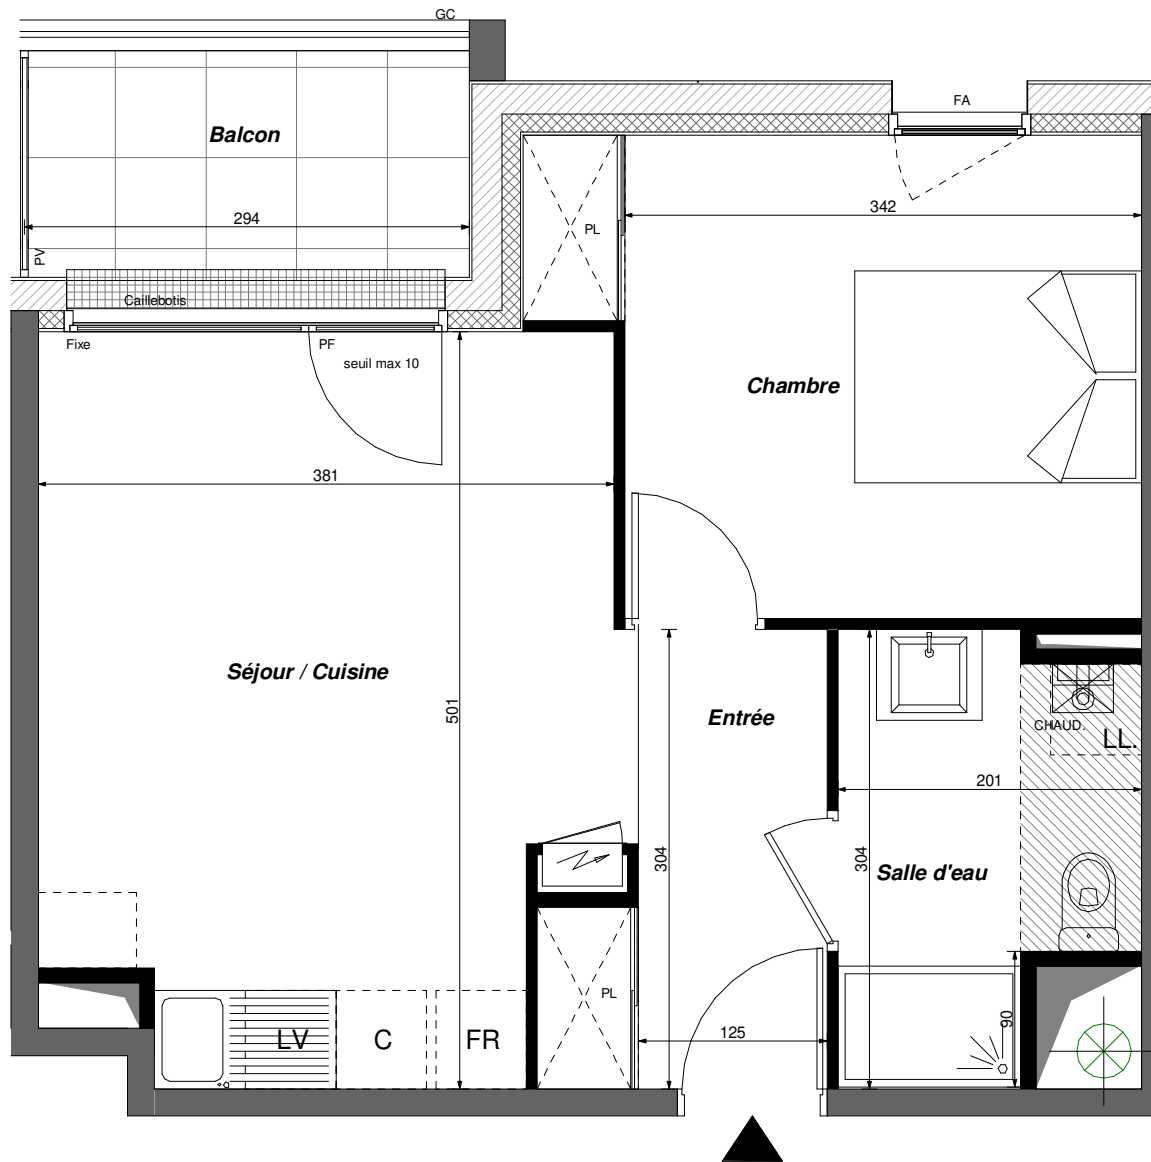 GC
FA
Balcon
294
342
PL
PV
Caillebotis
Fixe
PF
seuil max 10
Chambre
381
Séjour / Cuisine
501
Entrée
CHAUD.
LL.
201
304
304
Salle d'eau
PL
90
125
LV
C
FR